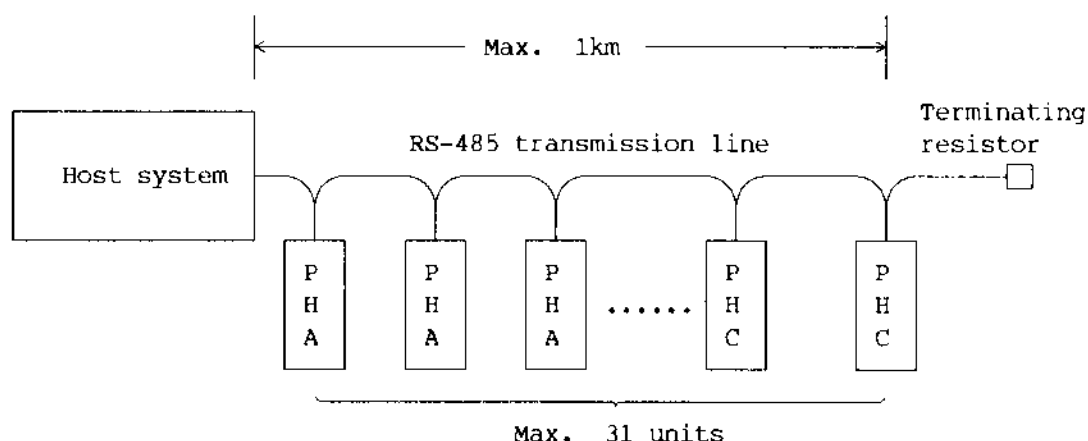 Max. 1km
Terminating
resistor
RS-485 transmission line
Host system
P P P P P
H H H H H
A A A ...... C C
Max. 31 units